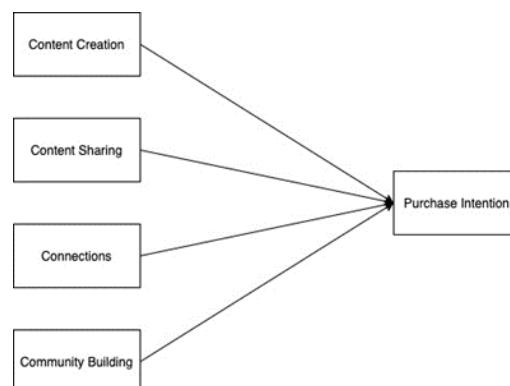 Content Creation
Content Sharing
Purchase Intention
Connections
Community Building